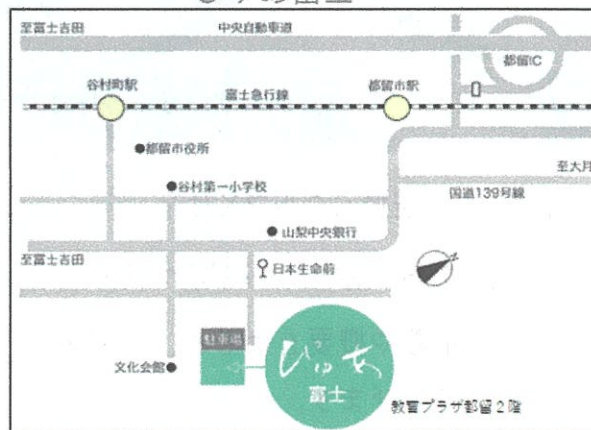 至富士吉田
中央自動車道
都留IC
谷村町駅
富士急行線
都留市駅
●都留市役所
至大月
●谷村第一小学校
国道139号線
●山梨中央銀行
至富士吉田
日本生命前
駐車場
文化会館●
ぴゅあ
富士
教育プラザ都留2階